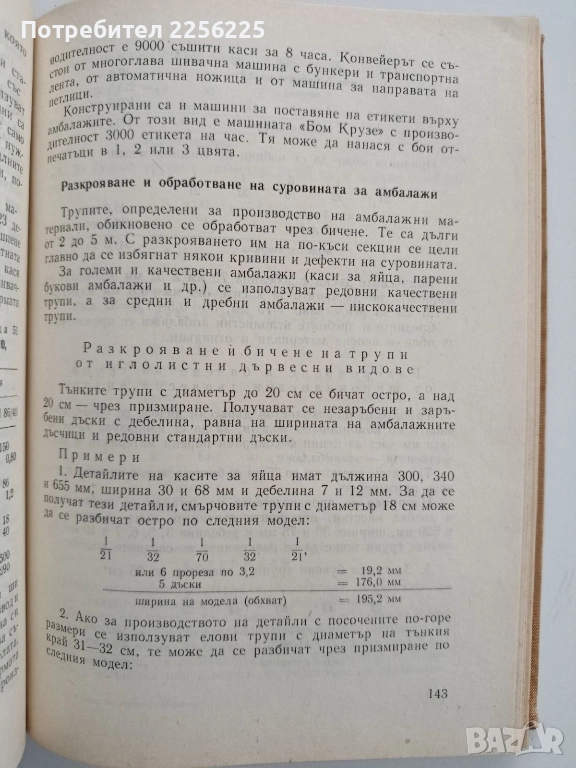 Потребител 2256223
която
водителност е 9000 съшити каси за 8 часа. Конвейерът се със-
стои от многоглава шивачна машина с бункери и транспортна
лента, от автоматична ножица и от машина за направата на
петлици.
Конструирани са и машини за поставяне на етикети върху
амбалажите. От този вид е машината «Бом Крузе» с произво-
дителност 3000 етикета на час. Тя може да нанася с бои от-
печатъци в 1, 2 или 3 цвята.
Разкрояване и обработване на суровината за амбалажи
Трупите, определени за производство на амбалажни ма-
териали, обикновено се обработват чрез бичене. Те са дълги
от 2 до 5 м. С разкрояването им на по-къси секции се цели
главно да се избягнат някои кривини и дефекти на суровината.
За големи и качествени амбалажи (каси за яйца, парени
букови амбалажи и др.) се използуват редовни качествени
трупи, а за средни и дребни амбалажи — нискокачествени
трупи.
Разкрояване и бичене на трупи
от иглолистни дървесни видове
Тънките трупи с диаметър до 20 см се бичат остро, а над
20 см — чрез призмиране. Получават се незаръбени и заръ-
бени дъски с дебелина, равна на ширината на амбалажните
дъсчици и редовни стандартни дъски.
Примери
1. Детайлите на касите за яйца имат дължина 300, 340
и 655 мм, ширина 30 и 68 мм и дебелина 7 и 12 мм. За да се
получат тези детайли, смърчовите трупи с диаметър 18 см може
да се разбичат остро по следния модел:
1 1 1 1 1
21 32 70 32 21,
или 6 прореза по 3,2 = 19,2 мм
5 дъски = 176,0 мм
ширина на модела (обхват) = 195,2 мм
2. Ако за производството на детайли с посочените по-горе
размери се използуват елови трупи с диаметър на тънкия
край 31—32 см, те може да се разбичат чрез призмиране по
следния модел:
143
BAZAR